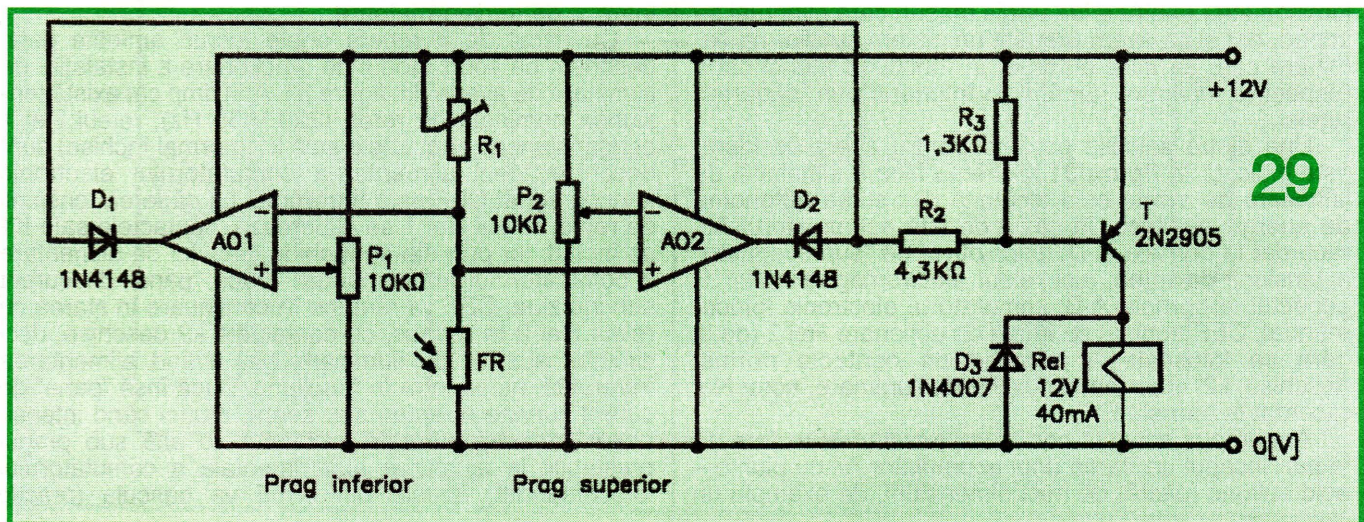 +12V
R1
R3
1,3KΩ
29
D1
P2
10KΩ
D2
R2
T
2N2905
AO1
P1
10KΩ
AO2
1N4148
1N4148
4,3KΩ
FR
D3
1N4007
Rel
12V
40mA
0[V]
Prag inferior
Prag superior
−
+
−
+